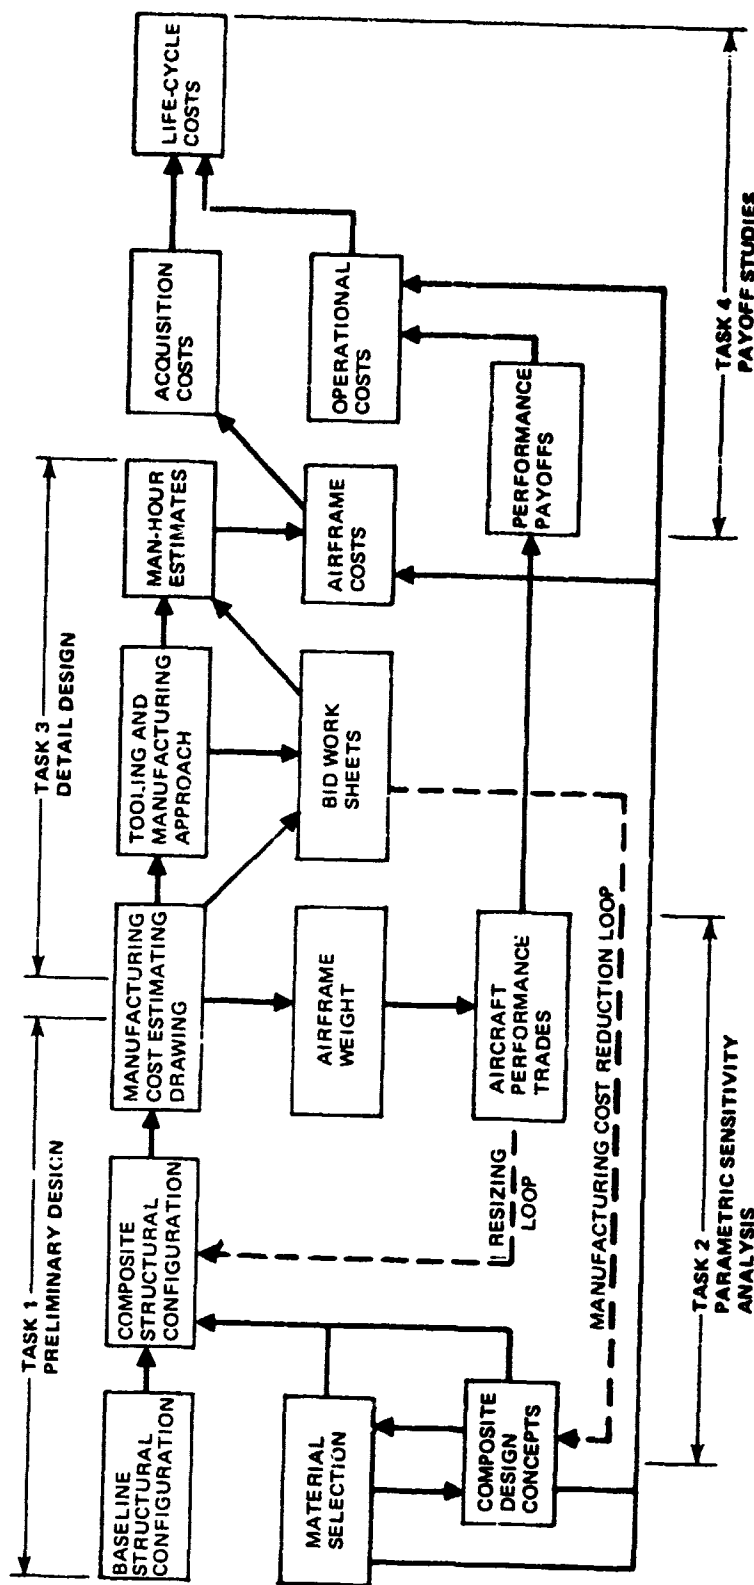 TASK 1
PRELIMINARY DESIGN
TASK 3
DETAIL DESIGN
BASELINE
STRUCTURAL
CONFIGURATION
COMPOSITE
STRUCTURAL
CONFIGURATION
MANUFACTURING
COST ESTIMATING
DRAWING
TOOLING AND
MANUFACTURING
APPROACH
MAN-HOUR
ESTIMATES
ACQUISITION
COSTS
LIFE-CYCLE
COSTS
MATERIAL
SELECTION
AIRFRAME
WEIGHT
BID WORK
SHEETS
AIRFRAME
COSTS
OPERATIONAL
COSTS
COMPOSITE
DESIGN
CONCEPTS
RESIZING
LOOP
AIRCRAFT
PERFORMANCE
TRADES
PERFORMANCE
PAYOFFS
MANUFACTURING COST REDUCTION LOOP
TASK 2
PARAMETRIC SENSITIVITY
ANALYSIS
TASK 4
PAYOFF STUDIES